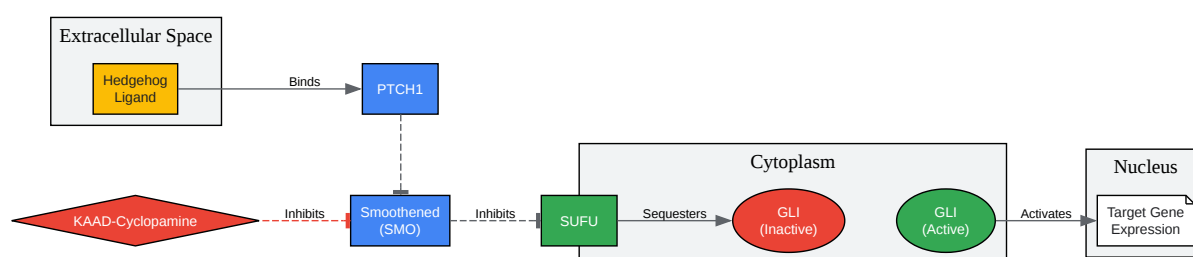 Extracellular Space
Hedgehog
Ligand
Binds
PTCH1
Cytoplasm
Nucleus
KAAD-Cyclopamine
Inhibits
Smoothened
(SMO)
Inhibits
SUFU
Sequesters
GLI
(Inactive)
GLI
(Active)
Activates
Target Gene
Expression